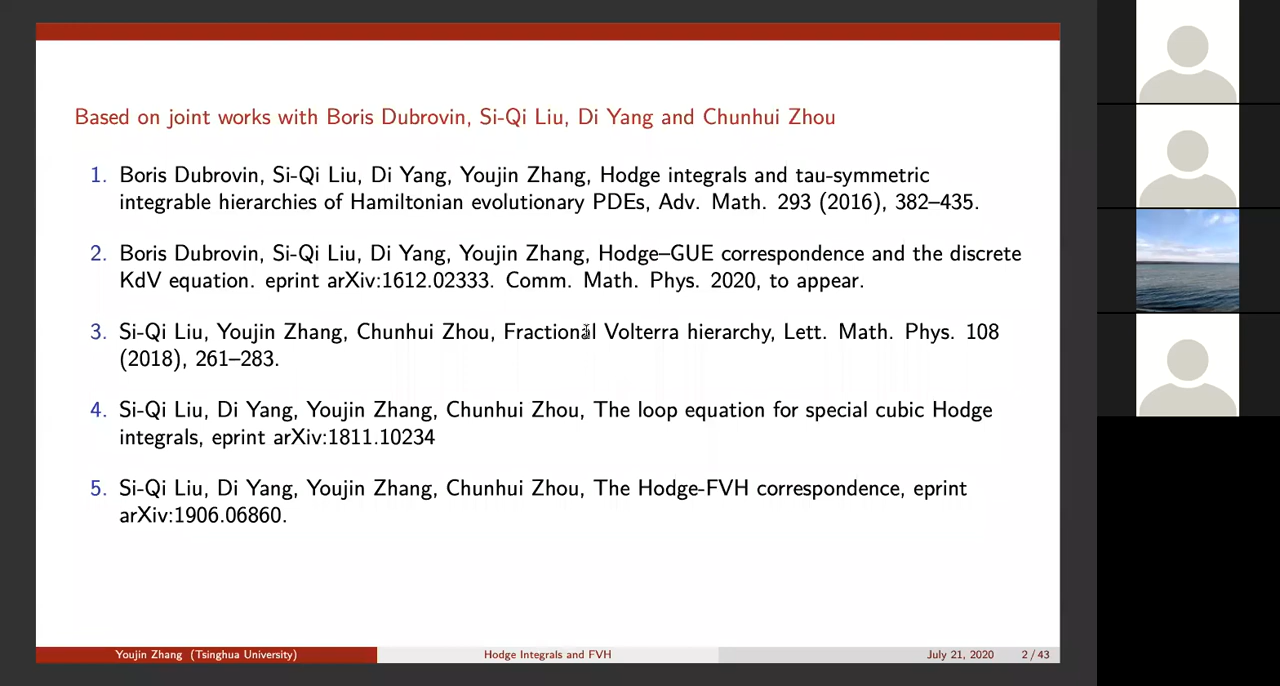 Based on joint works with Boris Dubrovin, Si-Qi Liu, Di Yang and Chunhui Zhou
1. Boris Dubrovin, Si-Qi Liu, Di Yang, Youjin Zhang, Hodge integrals and tau-symmetric
integrable hierarchies of Hamiltonian evolutionary PDEs, Adv. Math. 293 (2016), 382–435.
2. Boris Dubrovin, Si-Qi Liu, Di Yang, Youjin Zhang, Hodge–GUE correspondence and the discrete
KdV equation. eprint arXiv:1612.02333. Comm. Math. Phys. 2020, to appear.
3. Si-Qi Liu, Youjin Zhang, Chunhui Zhou, Fractional Volterra hierarchy, Lett. Math. Phys. 108
(2018), 261–283.
4. Si-Qi Liu, Di Yang, Youjin Zhang, Chunhui Zhou, The loop equation for special cubic Hodge
integrals, eprint arXiv:1811.10234
5. Si-Qi Liu, Di Yang, Youjin Zhang, Chunhui Zhou, The Hodge-FVH correspondence, eprint
arXiv:1906.06860.
Youjin Zhang (Tsinghua University) Hodge Integrals and FVH July 21, 2020 2 / 43